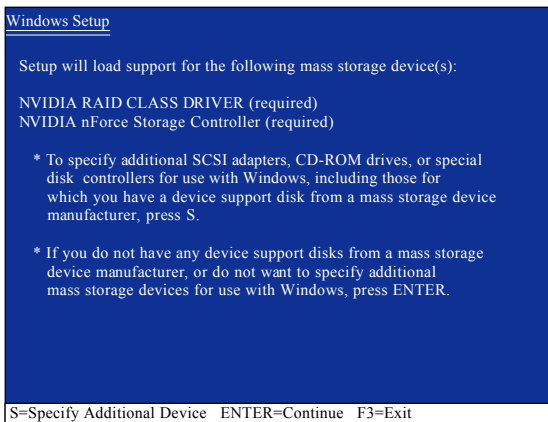 Windows Setup
Setup will load support for the following mass storage device(s):
NVIDIA RAID CLASS DRIVER (required)
NVIDIA nForce Storage Controller (required)
* To specify additional SCSI adapters, CD-ROM drives, or special
disk controllers for use with Windows, including those for
which you have a device support disk from a mass storage device
manufacturer, press S.
* If you do not have any device support disks from a mass storage
device manufacturer, or do not want to specify additional
mass storage devices for use with Windows, press ENTER.
S=Specify Additional Device ENTER=Continue F3=Exit